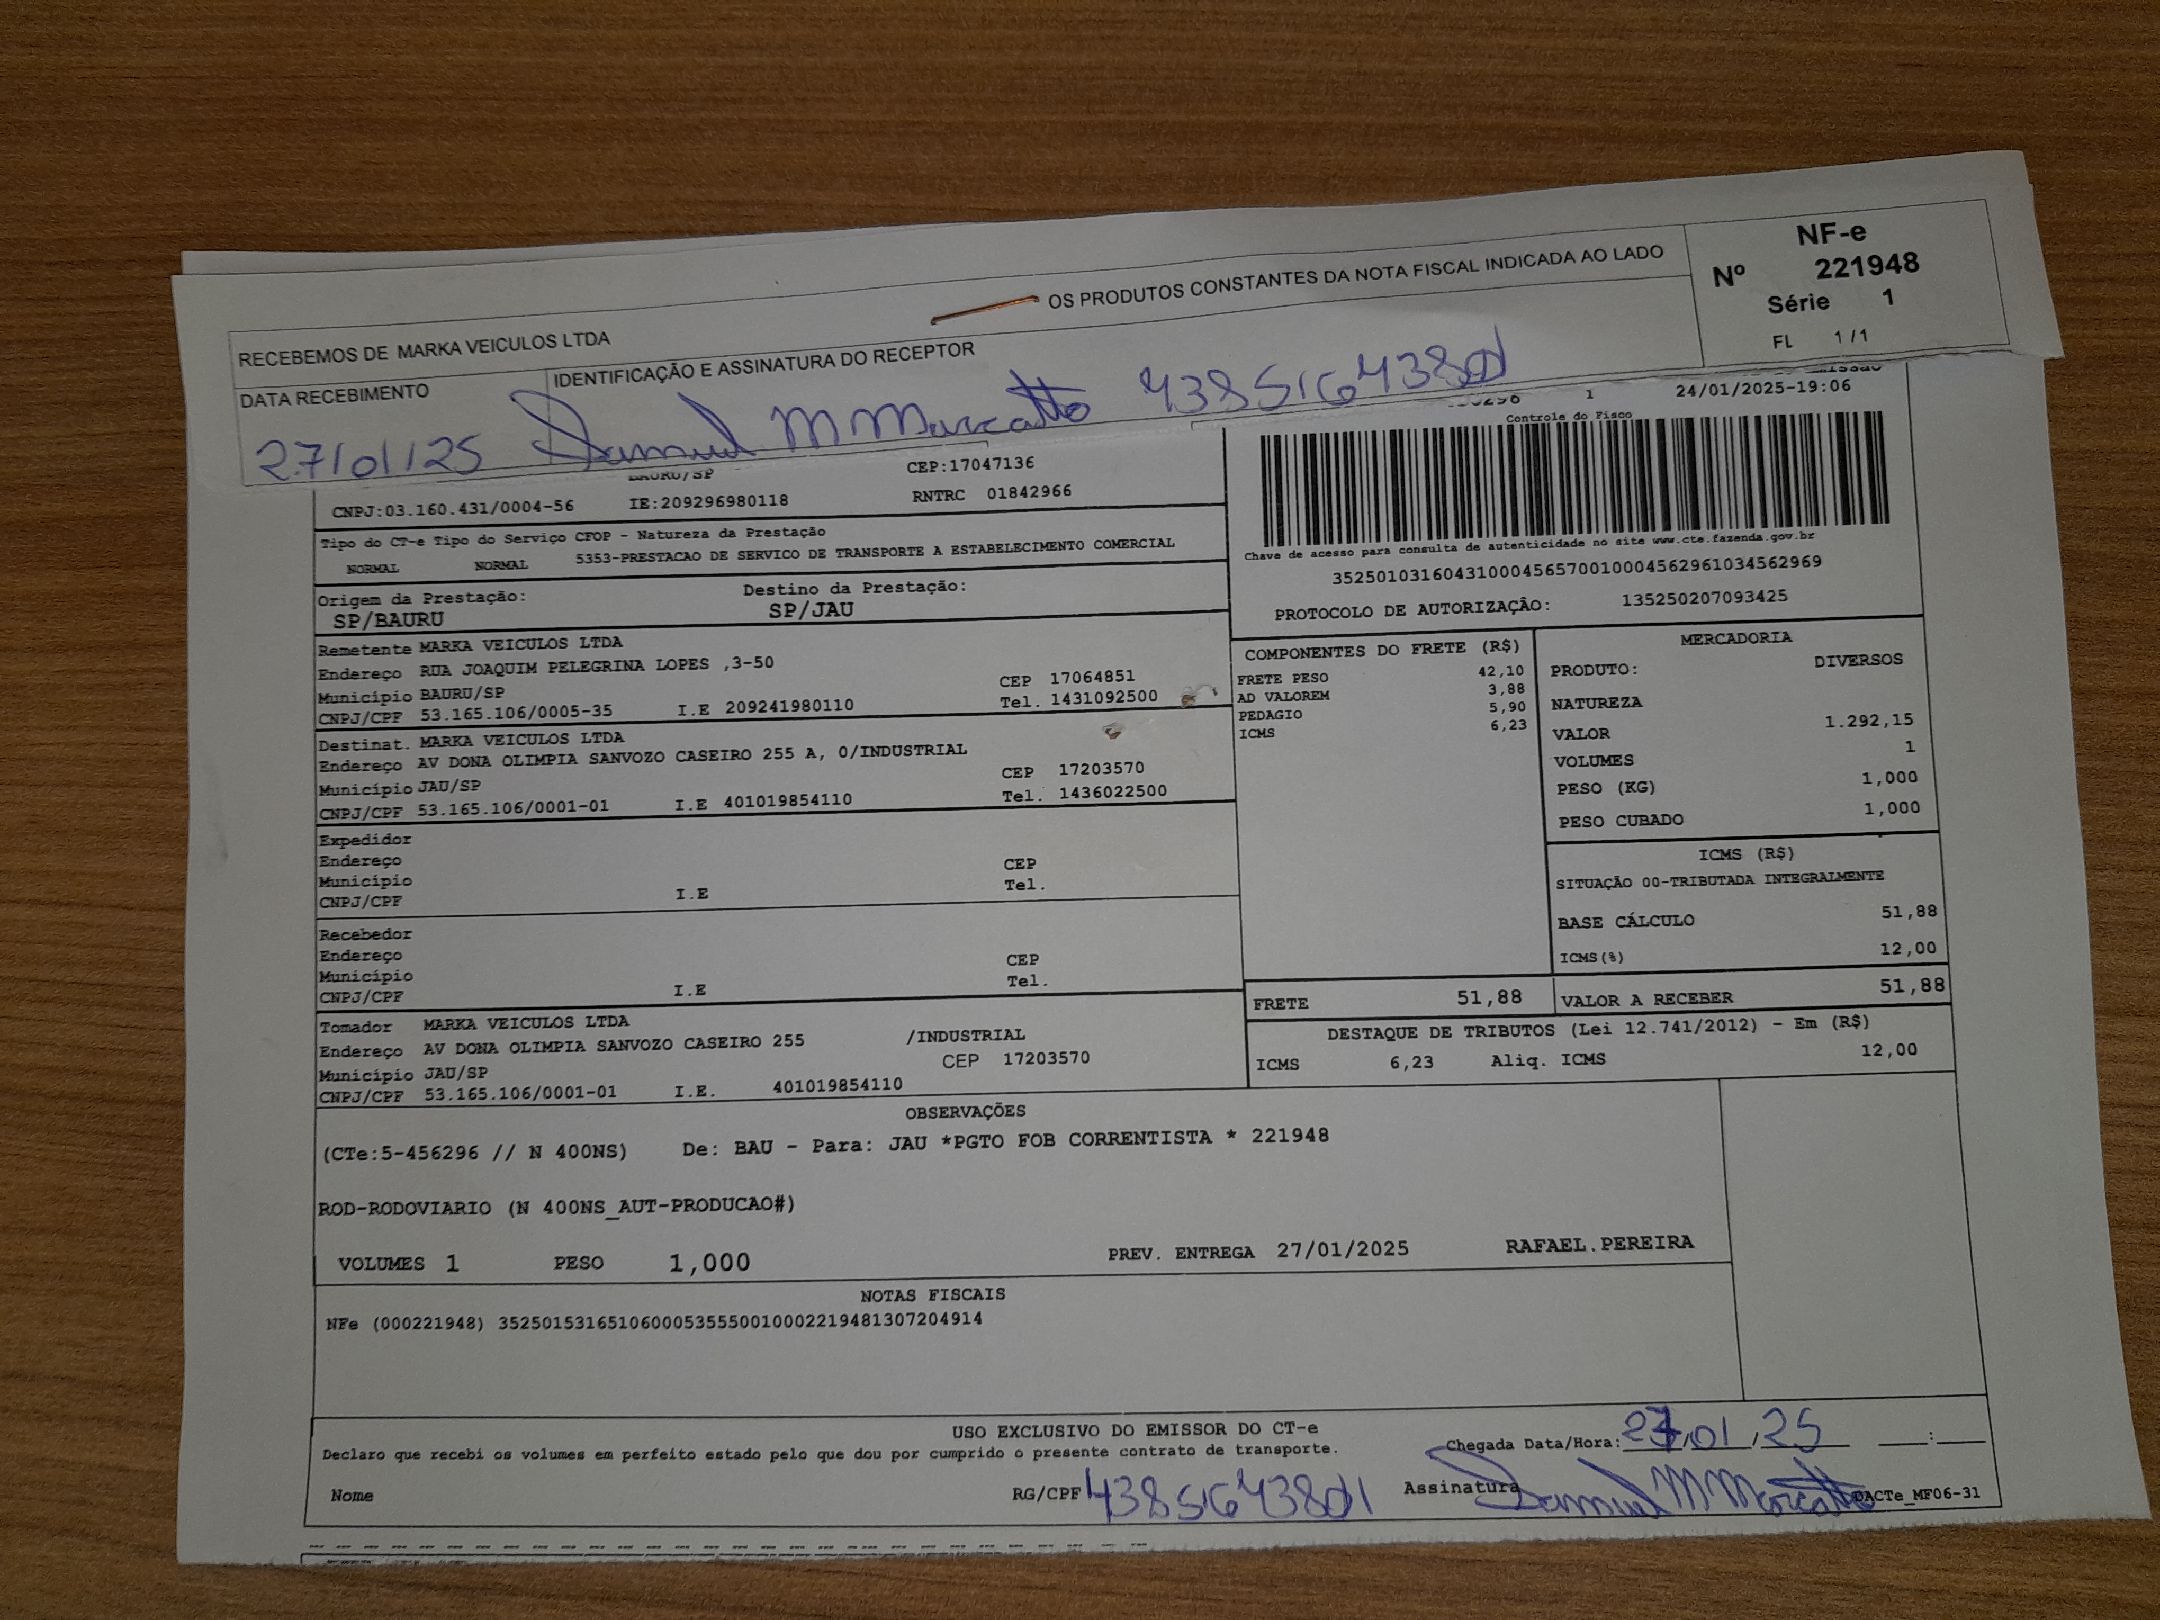 RECEBEMOS DE MARKA VEICULOS LTDA OS PRODUTOS CONSTANTES DA NOTA FISCAL INDICADA AO LADO
NF-e
Nº 221948
Série 1
FL 1 /1
DATA RECEBIMENTO IDENTIFICAÇÃO E ASSINATURA DO RECEPTOR
27/01/25 Samuel M Marcatto
1 24/01/2025-19:06
Controle do Fisco
BAURU/SP CEP:17047136
CNPJ:03.160.431/0004-56 IE:209296980118 RNTRC 01842966
Tipo do CT-e Tipo do Serviço CFOP - Natureza da Prestação
NORMAL NORMAL 5353-PRESTACAO DE SERVICO DE TRANSPORTE A ESTABELECIMENTO COMERCIAL
Chave de acesso para consulta de autenticidade no site www.cte.fazenda.gov.br
35250103160431000456570010004562961034562969
PROTOCOLO DE AUTORIZAÇÃO: 135250207093425
Origem da Prestação: Destino da Prestação:
SP/BAURU SP/JAU
Remetente MARKA VEICULOS LTDA
Endereço RUA JOAQUIM PELEGRINA LOPES ,3-50
Município BAURU/SP CEP 17064851
CNPJ/CPF 53.165.106/0005-35 I.E 209241980110 Tel. 1431092500
Destinat. MARKA VEICULOS LTDA
Endereço AV DONA OLIMPIA SANVOZO CASEIRO 255 A, 0/INDUSTRIAL
Município JAU/SP CEP 17203570
CNPJ/CPF 53.165.106/0001-01 I.E 401019854110 Tel. 1436022500
Expedidor
Endereço
Município CEP
CNPJ/CPF I.E Tel.
Recebedor
Endereço
Município CEP
CNPJ/CPF I.E Tel.
Tomador MARKA VEICULOS LTDA
Endereço AV DONA OLIMPIA SANVOZO CASEIRO 255 /INDUSTRIAL
Município JAU/SP CEP 17203570
CNPJ/CPF 53.165.106/0001-01 I.E. 401019854110
COMPONENTES DO FRETE (R$)
FRETE PESO 42,10
AD VALOREM 3,88
PEDAGIO 5,90
ICMS 6,23
MERCADORIA
PRODUTO: DIVERSOS
NATUREZA
VALOR 1.292,15
VOLUMES 1
PESO (KG) 1,000
PESO CUBADO 1,000
ICMS (R$)
SITUAÇÃO 00-TRIBUTADA INTEGRALMENTE
BASE CÁLCULO 51,88
ICMS(%) 12,00
FRETE 51,88 VALOR A RECEBER 51,88
DESTAQUE DE TRIBUTOS (Lei 12.741/2012) - Em (R$)
ICMS 6,23 Aliq. ICMS 12,00
OBSERVAÇÕES
(CTe:5-456296 // N 400NS) De: BAU - Para: JAU *PGTO FOB CORRENTISTA * 221948
ROD-RODOVIARIO (N 400NS_AUT-PRODUCAO#)
VOLUMES 1 PESO 1,000 PREV. ENTREGA 27/01/2025 RAFAEL.PEREIRA
NOTAS FISCAIS
NFe (000221948) 35250153165106000535550010002219481307204914
USO EXCLUSIVO DO EMISSOR DO CT-e
Declaro que recebi os volumes em perfeito estado pelo que dou por cumprido o presente contrato de transporte. Chegada Data/Hora: 27/01/25 :
Nome RG/CPF Assinatura Samuel M Marcatto DACTe_MF06-31